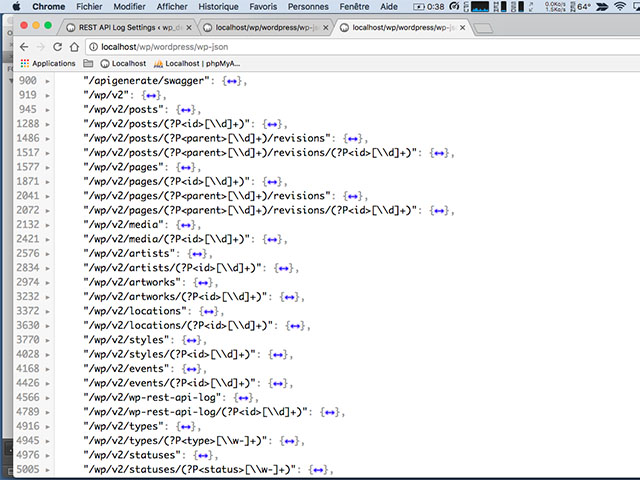 Chrome Fichier Modifier Affichage Historique Favoris Personnes Fenêtre Aide 0:38 0.0Ko/s 0.1Ko/s 64°
REST API Log Settings ‹ wp_de localhost/wp/wordpress/wp-js localhost/wp/wordpress/wp-jso
localhost/wp/wordpress/wp-json
Applications Localhost Localhost | phpMyA...
900 "/apigenerate/swagger": {↔},
919 "/wp/v2": {↔},
945 "/wp/v2/posts": {↔},
1288 "/wp/v2/posts/(?P<id>[\\d]+)": {↔},
1486 "/wp/v2/posts/(?P<parent>[\\d]+)/revisions": {↔},
1517 "/wp/v2/posts/(?P<parent>[\\d]+)/revisions/(?P<id>[\\d]+)": {↔},
1577 "/wp/v2/pages": {↔},
1871 "/wp/v2/pages/(?P<id>[\\d]+)": {↔},
2041 "/wp/v2/pages/(?P<parent>[\\d]+)/revisions": {↔},
2072 "/wp/v2/pages/(?P<parent>[\\d]+)/revisions/(?P<id>[\\d]+)": {↔},
2132 "/wp/v2/media": {↔},
2421 "/wp/v2/media/(?P<id>[\\d]+)": {↔},
2576 "/wp/v2/artists": {↔},
2834 "/wp/v2/artists/(?P<id>[\\d]+)": {↔},
2974 "/wp/v2/artworks": {↔},
3232 "/wp/v2/artworks/(?P<id>[\\d]+)": {↔},
3372 "/wp/v2/locations": {↔},
3630 "/wp/v2/locations/(?P<id>[\\d]+)": {↔},
3770 "/wp/v2/styles": {↔},
4028 "/wp/v2/styles/(?P<id>[\\d]+)": {↔},
4168 "/wp/v2/events": {↔},
4426 "/wp/v2/events/(?P<id>[\\d]+)": {↔},
4566 "/wp/v2/wp-rest-api-log": {↔},
4789 "/wp/v2/wp-rest-api-log/(?P<id>[\\d]+)": {↔},
4916 "/wp/v2/types": {↔},
4945 "/wp/v2/types/(?P<type>[\\w-]+)": {↔},
4976 "/wp/v2/statuses": {↔},
5005 "/wp/v2/statuses/(?P<status>[\\w-]+)": {↔},